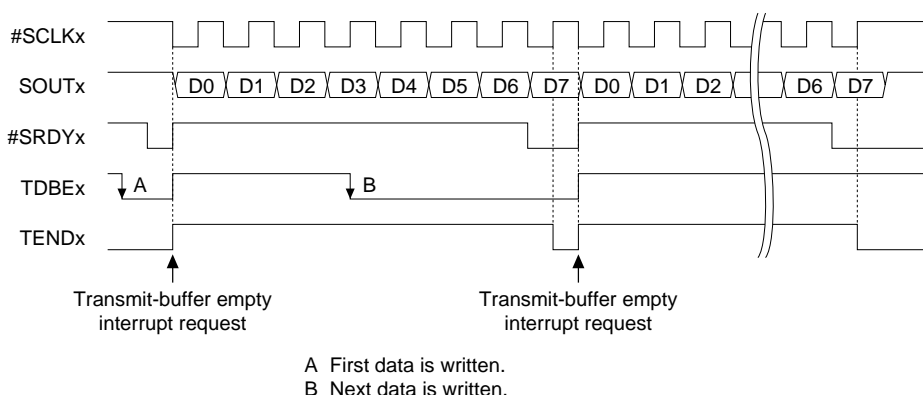 #SCLKx
SOUTx D0 D1 D2 D3 D4 D5 D6 D7 D0 D1 D2 D6 D7
#SRDYx
TDBEx A B
TENDx
Transmit-buffer empty
interrupt request
Transmit-buffer empty
interrupt request
A First data is written.
B Next data is written.